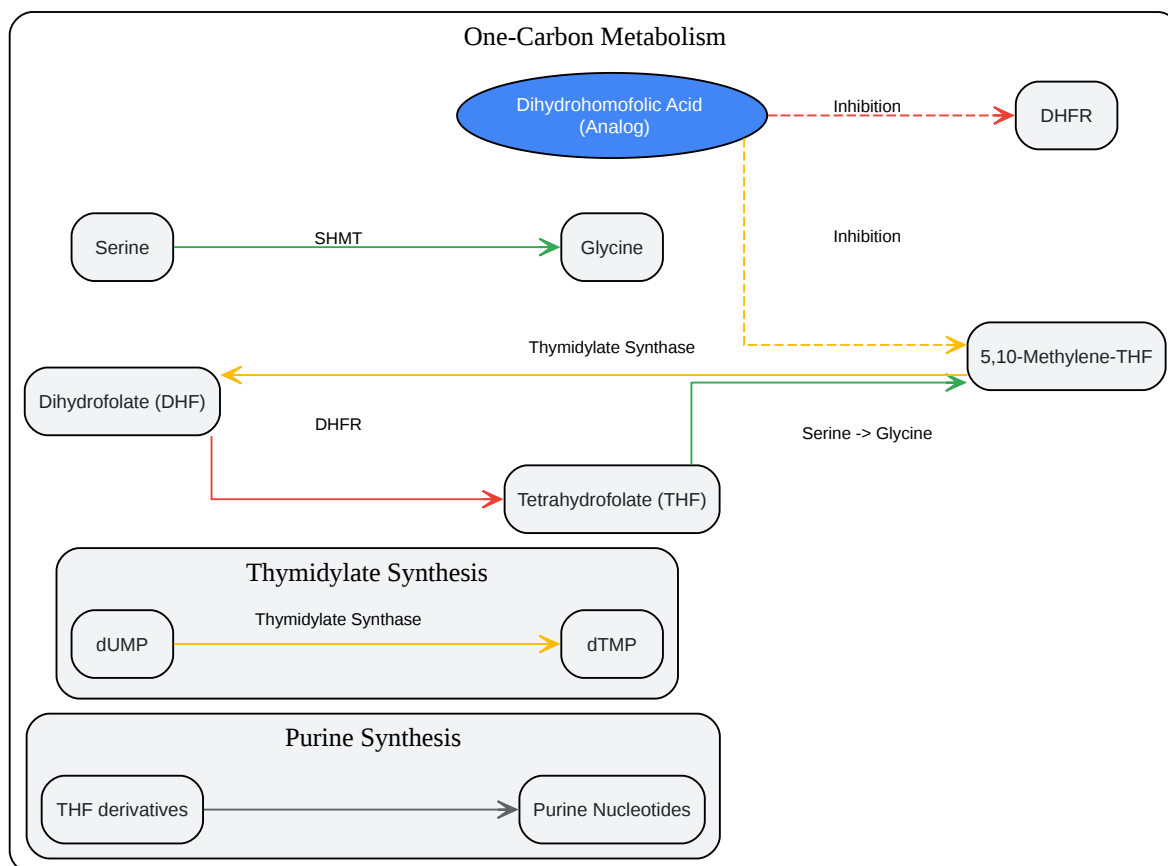 One-Carbon Metabolism
Dihydrohomofolic Acid
(Analog)
Inhibition
DHFR
Serine
SHMT
Glycine
Inhibition
Thymidylate Synthase
5,10-Methylene-THF
Dihydrofolate (DHF)
DHFR
Serine -> Glycine
Tetrahydrofolate (THF)
Thymidylate Synthesis
dUMP
Thymidylate Synthase
dTMP
Purine Synthesis
THF derivatives
Purine Nucleotides